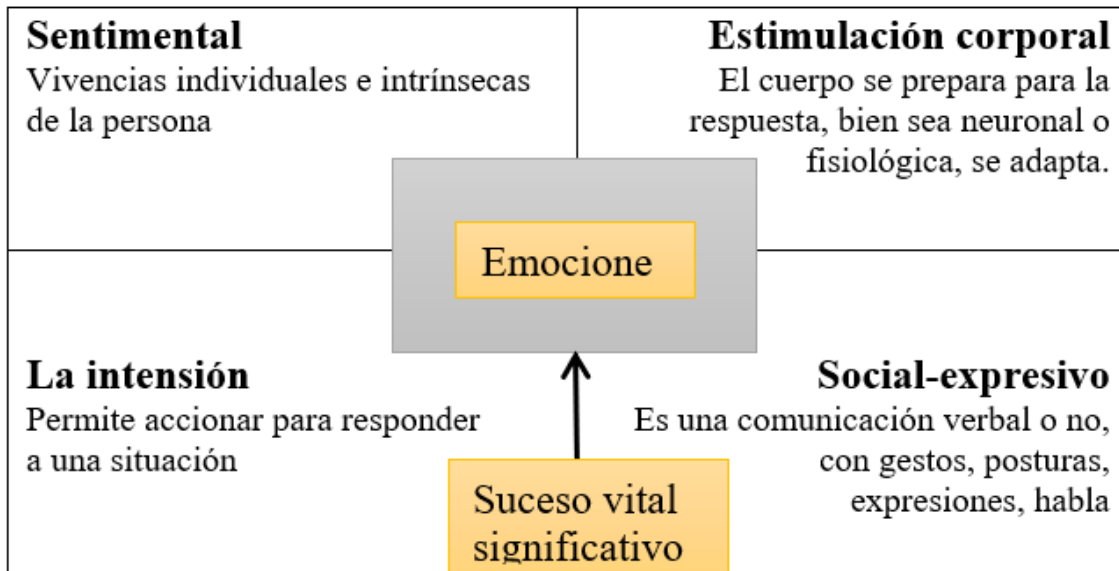 Sentimental
Vivencias individuales e intrínsecas
de la persona
Estimulación corporal
El cuerpo se prepara para la
respuesta, bien sea neuronal o
fisiológica, se adapta.
Emocione
La intensión
Permite accionar para responder
a una situación
Social-expresivo
Es una comunicación verbal o no,
con gestos, posturas,
expresiones, habla
Suceso vital
significativo